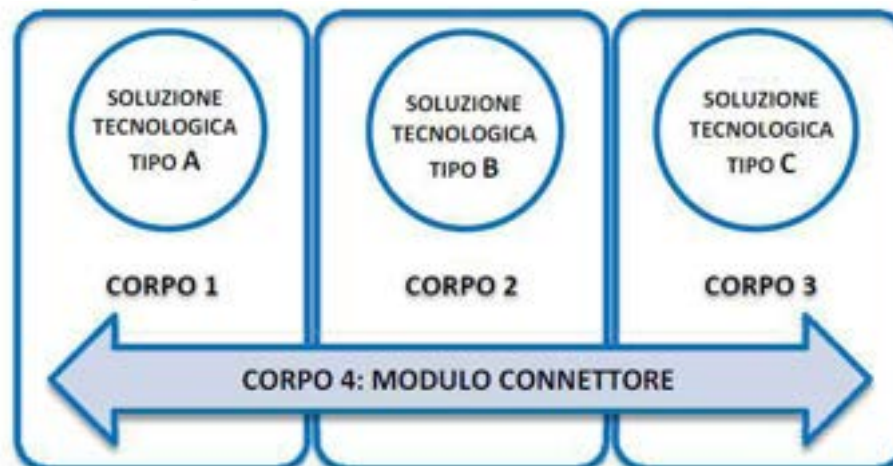 SOLUZIONE
TECNOLOGICA
TIPO A
CORPO 1
SOLUZIONE
TECNOLOGICA
TIPO B
CORPO 2
SOLUZIONE
TECNOLOGICA
TIPO C
CORPO 3
CORPO 4: MODULO CONNETTORE